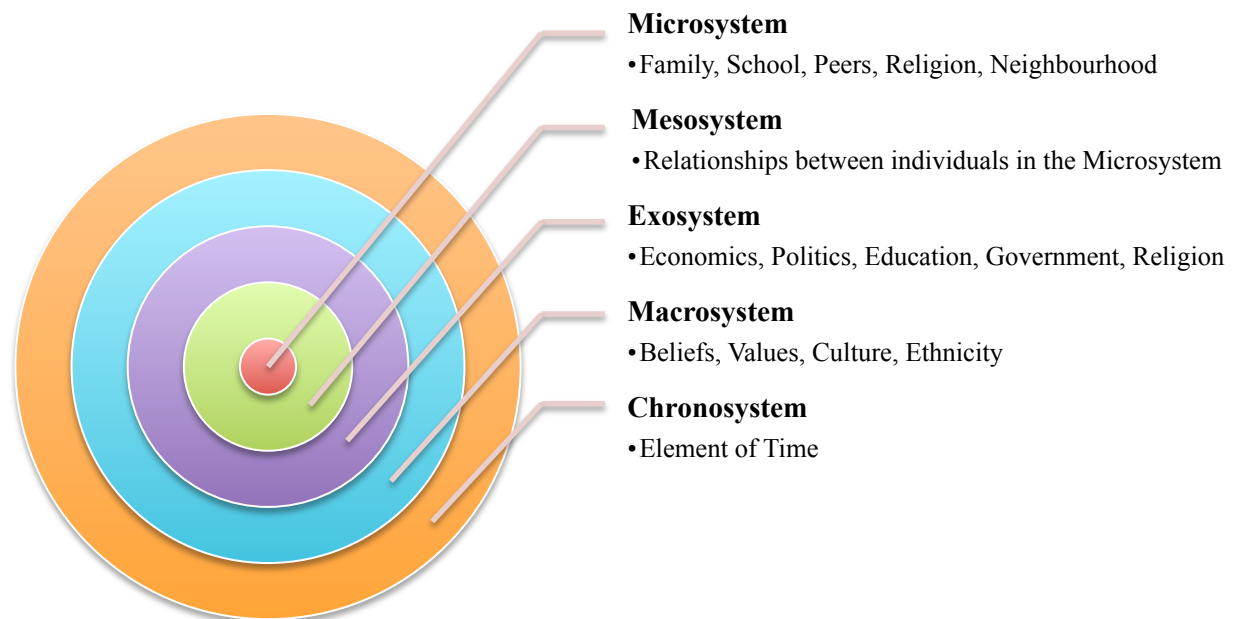 Microsystem
•Family, School, Peers, Religion, Neighbourhood
Mesosystem
•Relationships between individuals in the Microsystem
Exosystem
•Economics, Politics, Education, Government, Religion
Macrosystem
•Beliefs, Values, Culture, Ethnicity
Chronosystem
•Element of Time